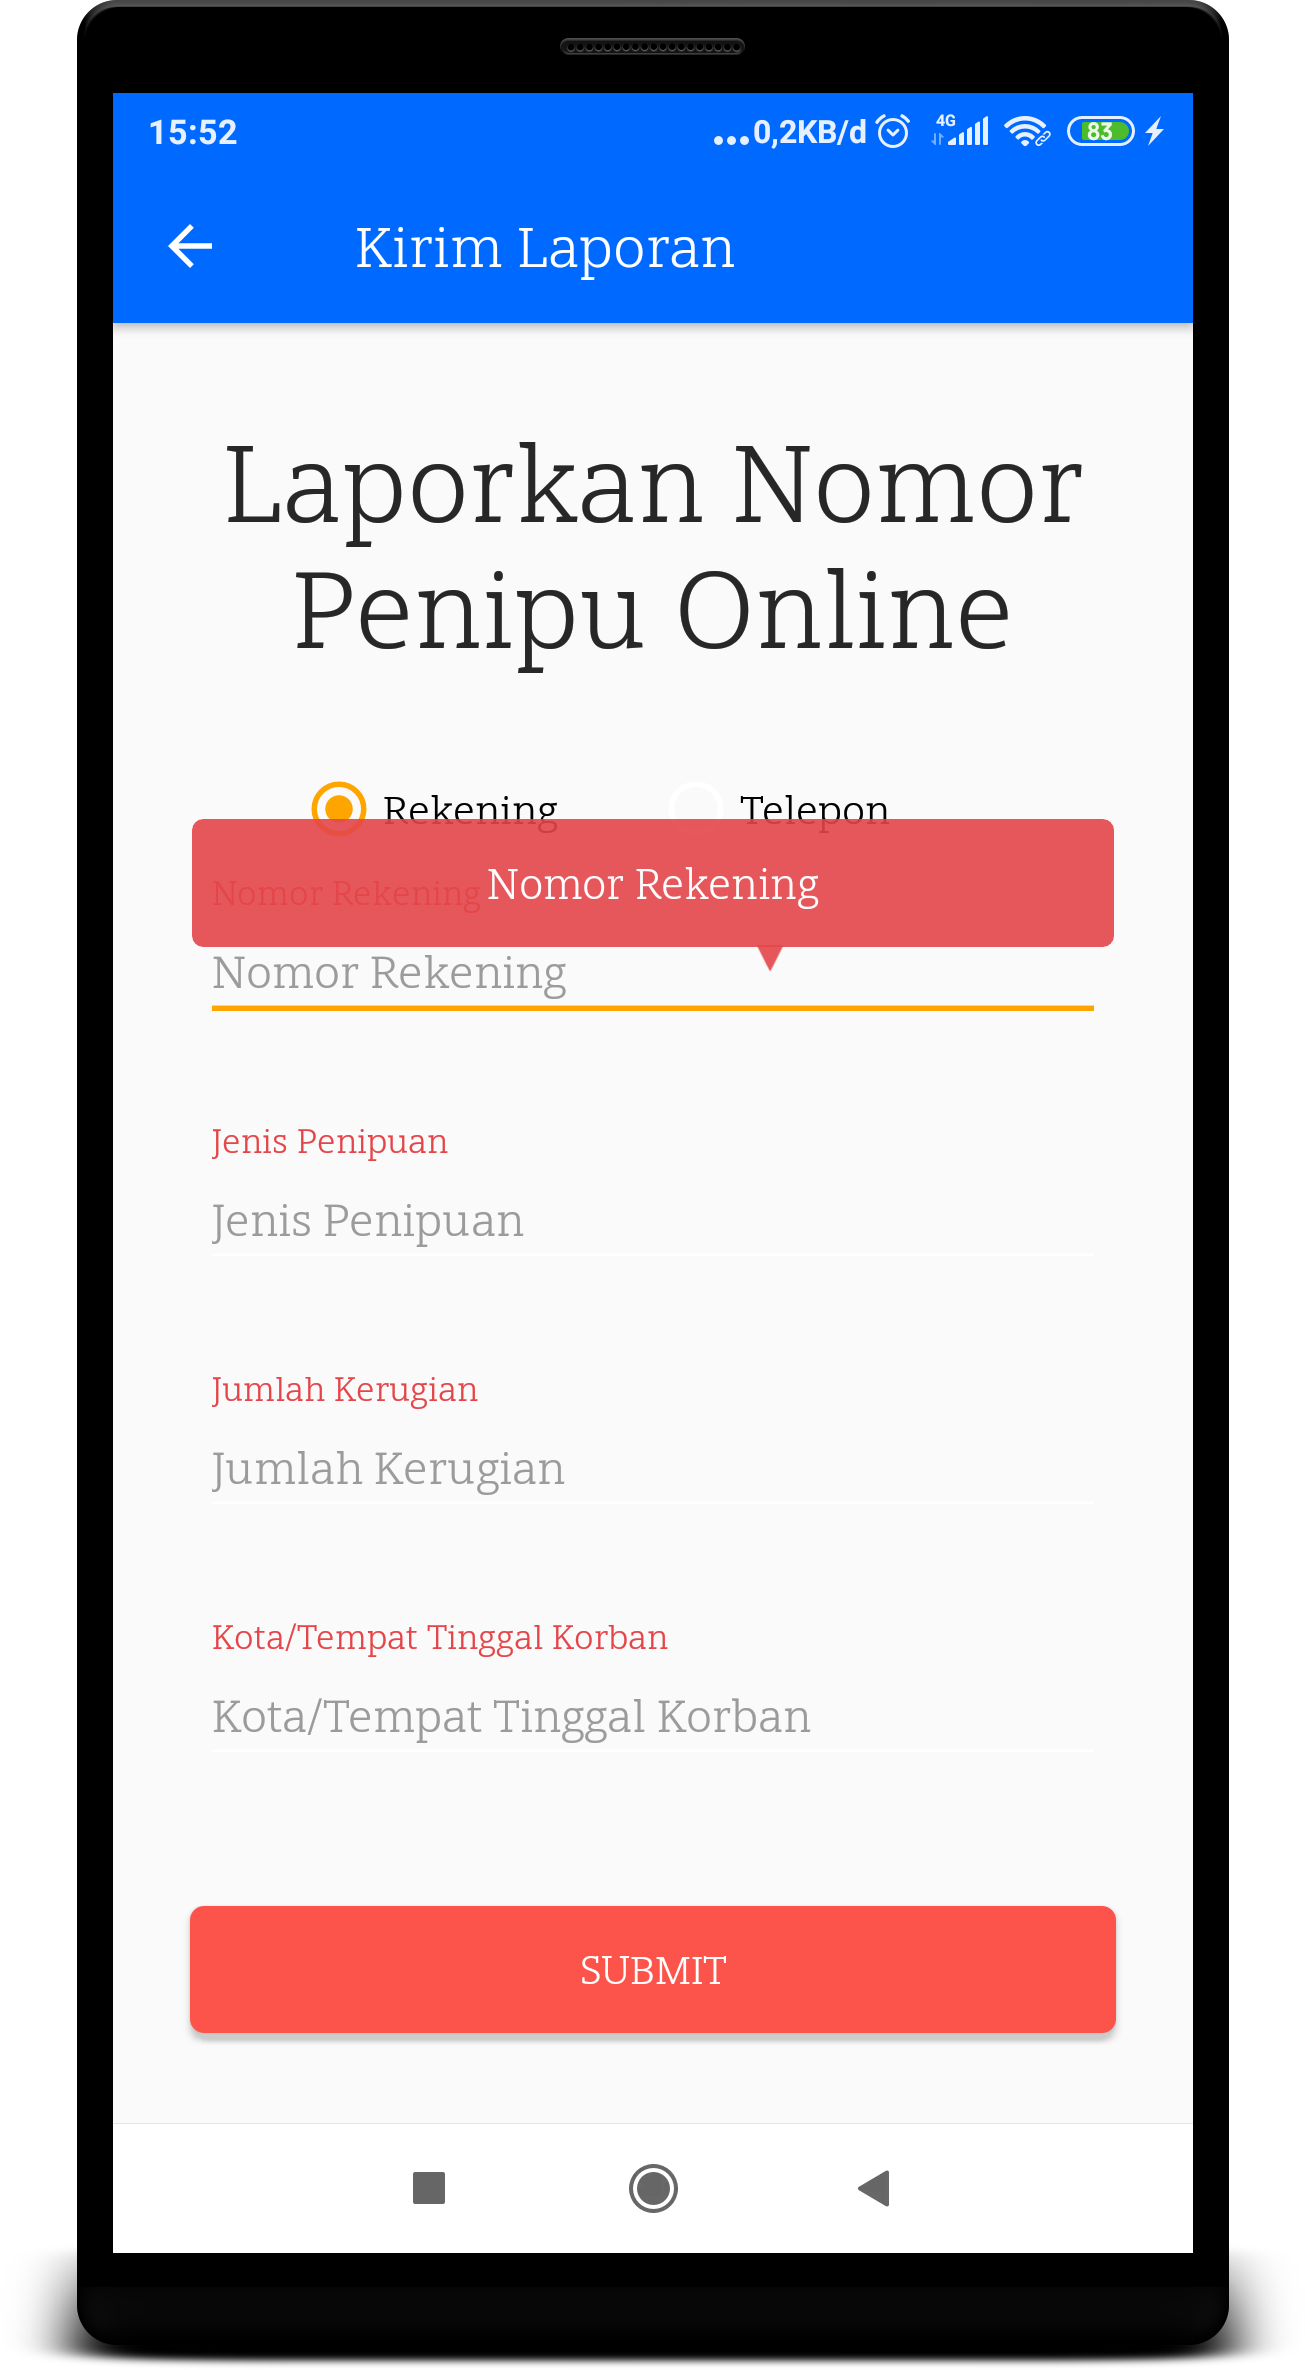 15:52
...0,2KB/d 4G 83
Kirim Laporan
Laporkan Nomor
Penipu Online
Rekening Telepon
Nomor Rekening
Nomor Rekening
Nomor Rekening
Jenis Penipuan
Jenis Penipuan
Jumlah Kerugian
Jumlah Kerugian
Kota/Tempat Tinggal Korban
Kota/Tempat Tinggal Korban
SUBMIT